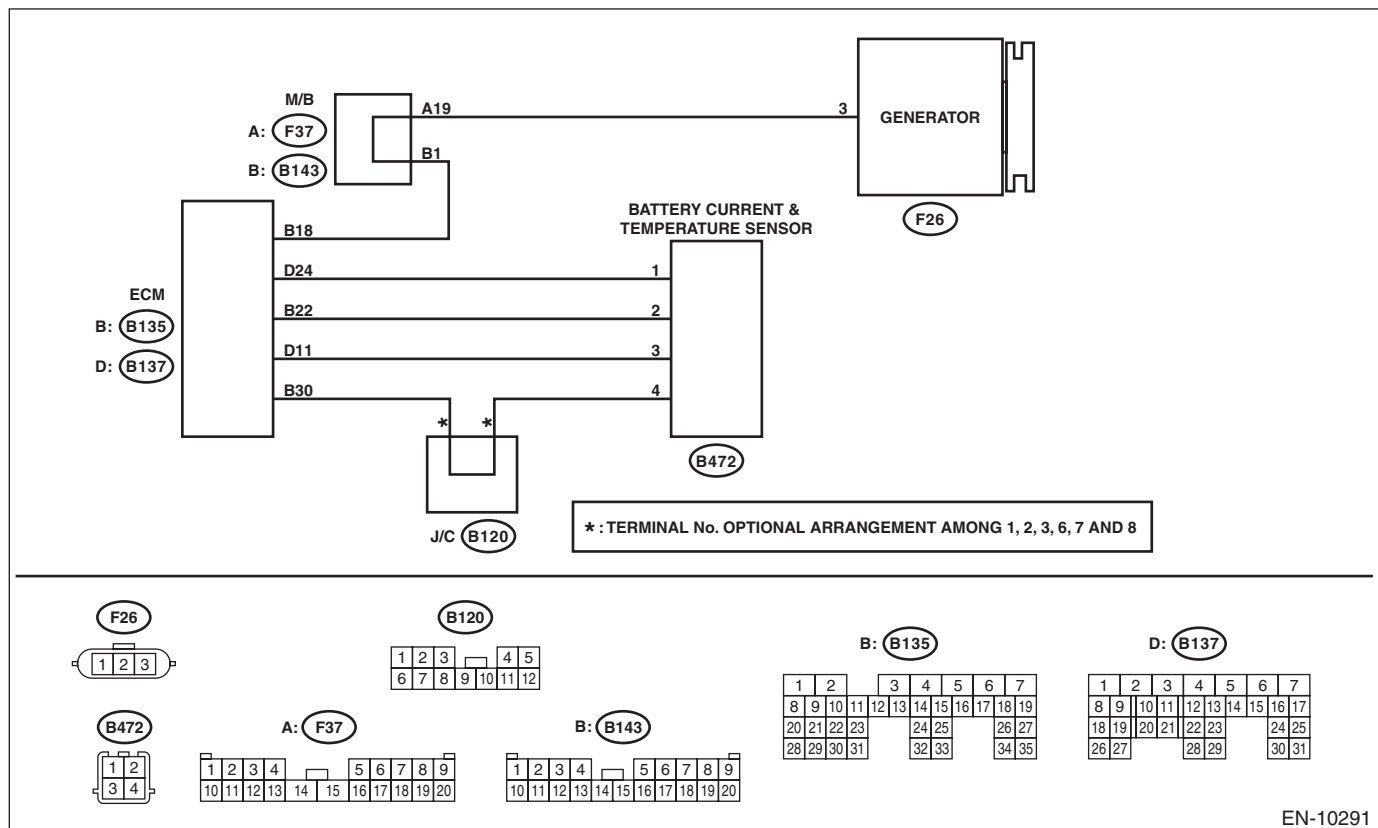 M/B
A: F37
B: B143
A19
B1
3
GENERATOR
F26
BATTERY CURRENT &
TEMPERATURE SENSOR
ECM
B: B135
D: B137
B18
D24
B22
D11
B30
1
2
3
4
B472
* *
J/C B120
* : TERMINAL No. OPTIONAL ARRANGEMENT AMONG 1, 2, 3, 6, 7 AND 8
F26
1 2 3
B120
1 2 3 4 5
6 7 8 9 10 11 12
B: B135
1 2 3 4 5 6 7
8 9 10 11 12 13 14 15 16 17 18 19
20 21 22 23 24 25 26 27
28 29 30 31 32 33 34 35
D: B137
1 2 3 4 5 6 7
8 9 10 11 12 13 14 15 16 17
18 19 20 21 22 23 24 25
26 27 28 29 30 31
B472
1 2
3 4
A: F37
1 2 3 4 5 6 7 8 9
10 11 12 13 14 15 16 17 18 19 20
B: B143
1 2 3 4 5 6 7 8 9
10 11 12 13 14 15 16 17 18 19 20
EN-10291